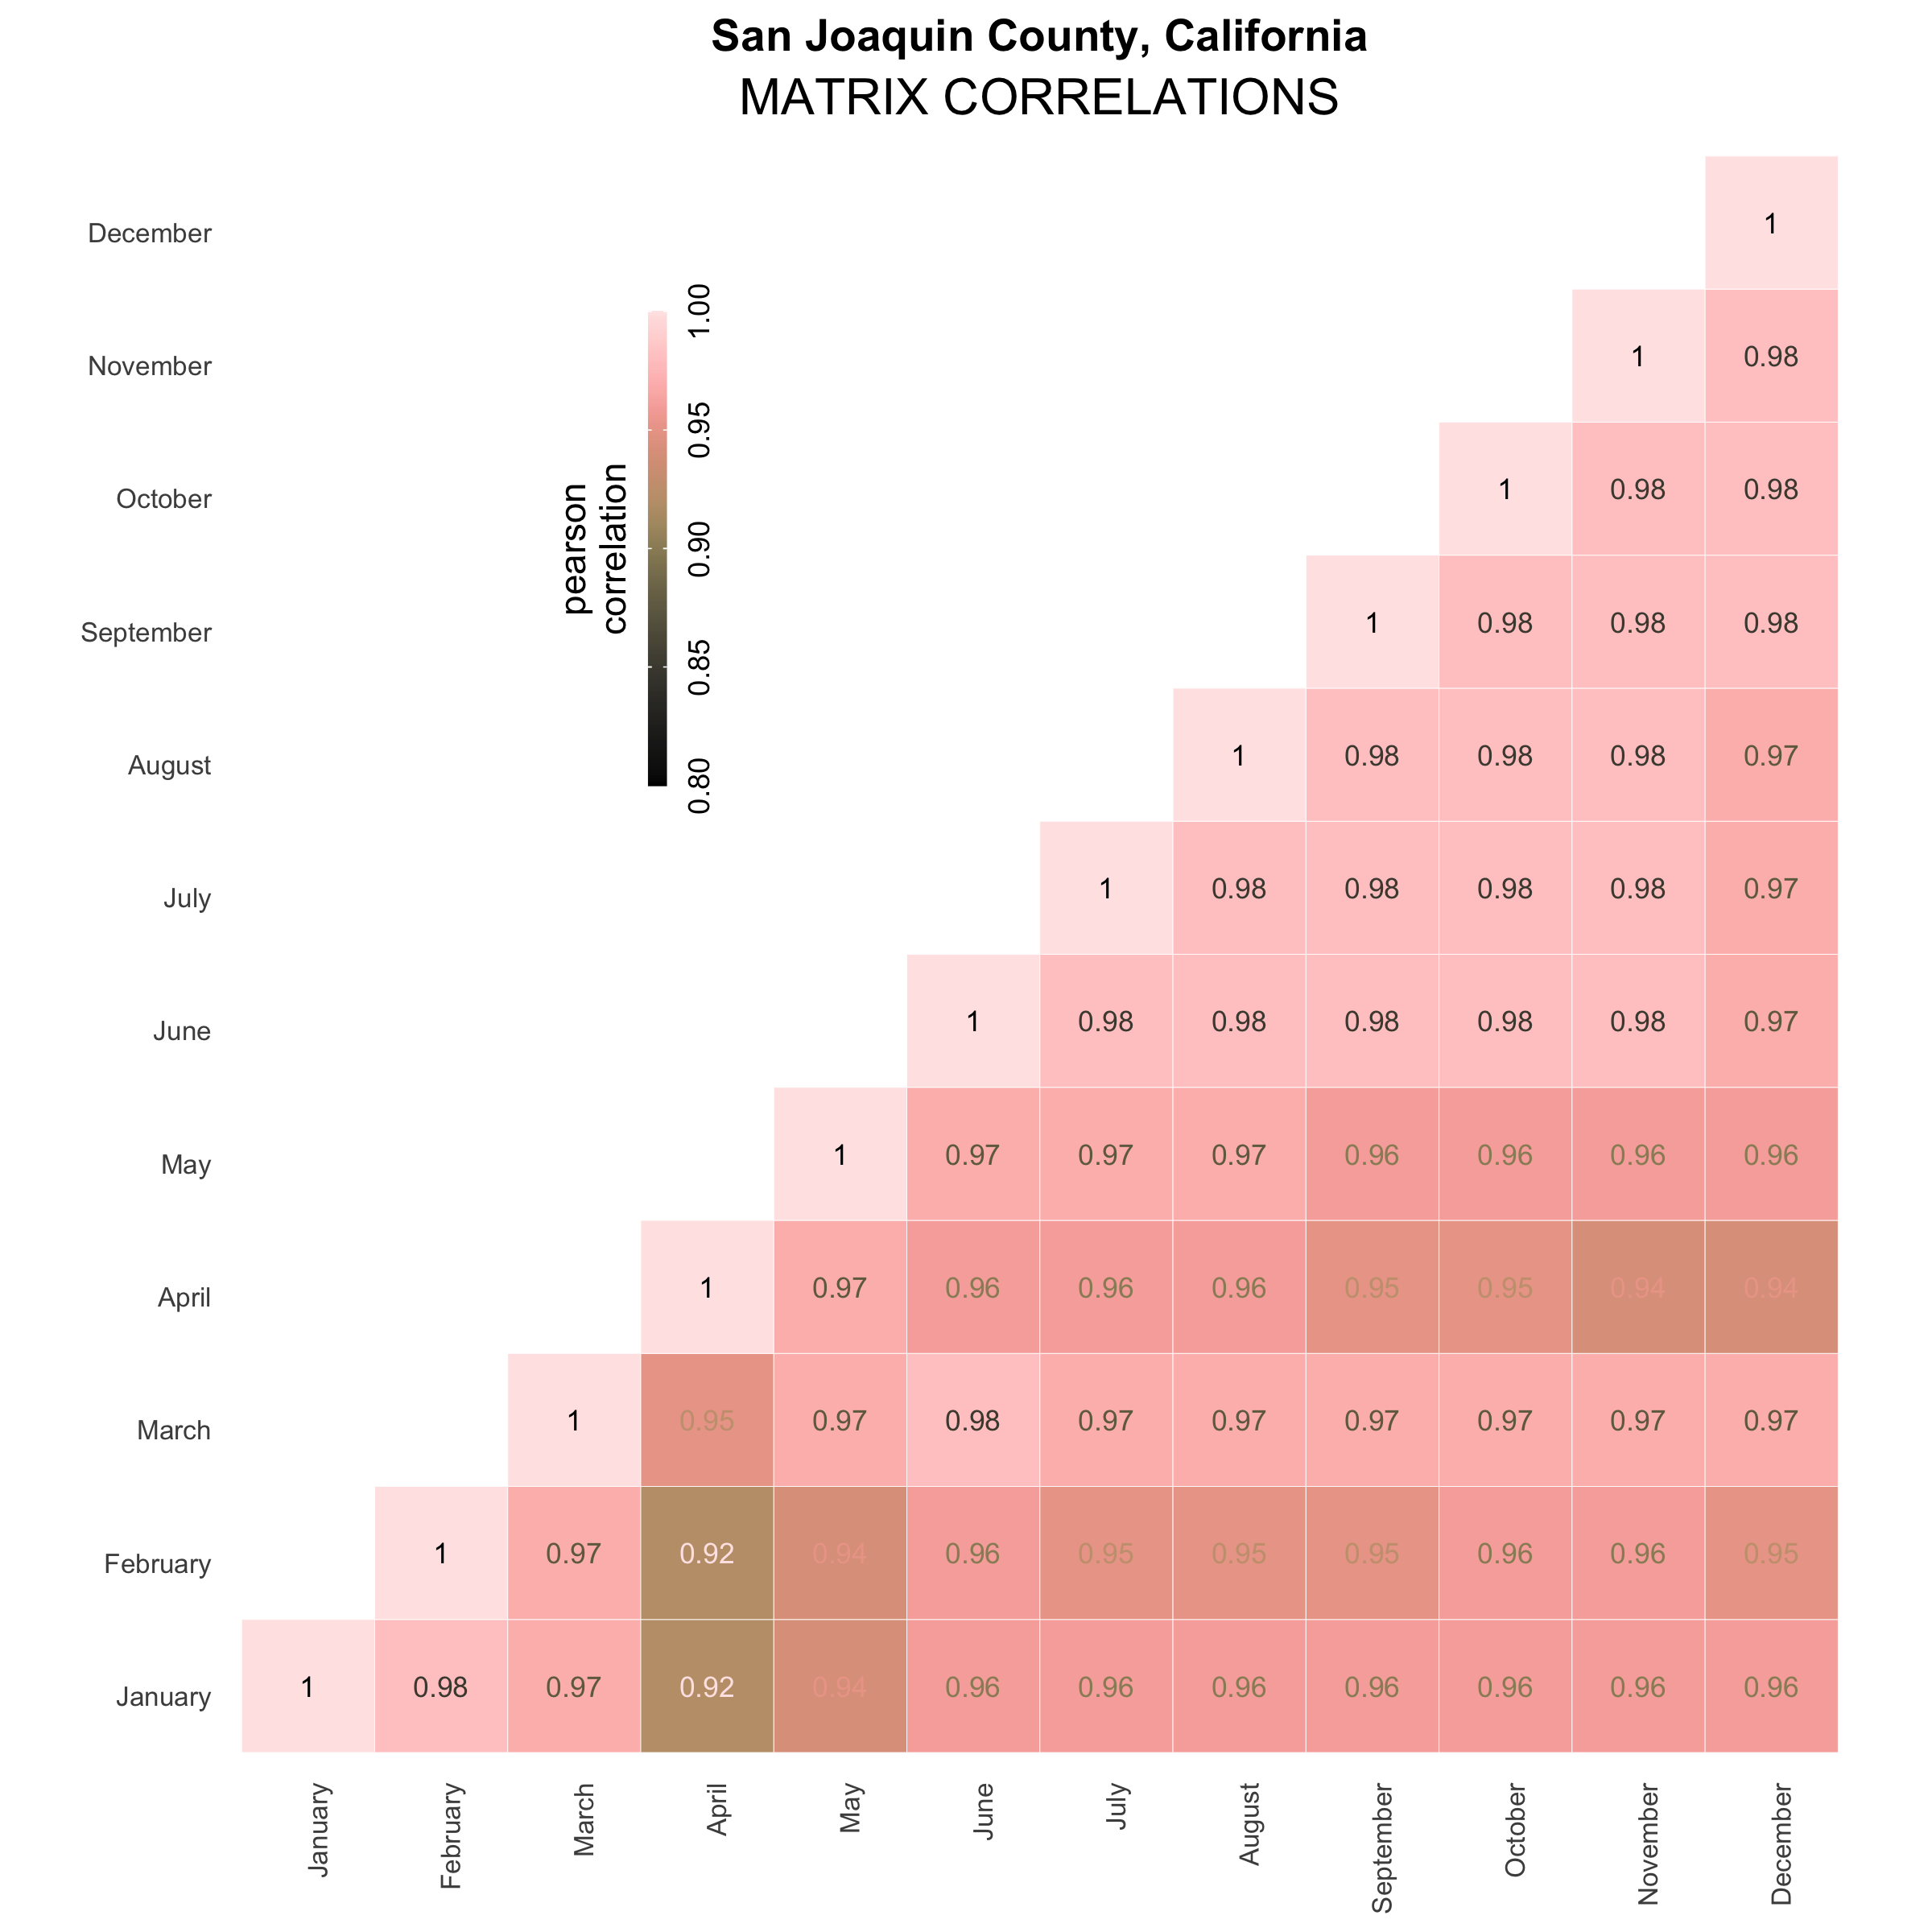 San Joaquin County, California
MATRIX CORRELATIONS
December 1
November 1 0.98
October 1 0.98 0.98
September 1 0.98 0.98 0.98
August 1 0.98 0.98 0.98 0.97
July 1 0.98 0.98 0.98 0.98 0.97
June 1 0.98 0.98 0.98 0.98 0.98 0.97
May 1 0.97 0.97 0.97 0.96 0.96 0.96 0.96
April 1 0.97 0.96 0.96 0.96 0.95 0.95 0.94 0.94
March 1 0.95 0.97 0.98 0.97 0.97 0.97 0.97 0.97 0.97
February 1 0.97 0.92 0.94 0.96 0.95 0.95 0.95 0.96 0.96 0.95
January 1 0.98 0.97 0.92 0.94 0.96 0.96 0.96 0.96 0.96 0.96 0.96
January February March April May June July August September October November December
pearson
correlation
0.80 0.85 0.90 0.95 1.00